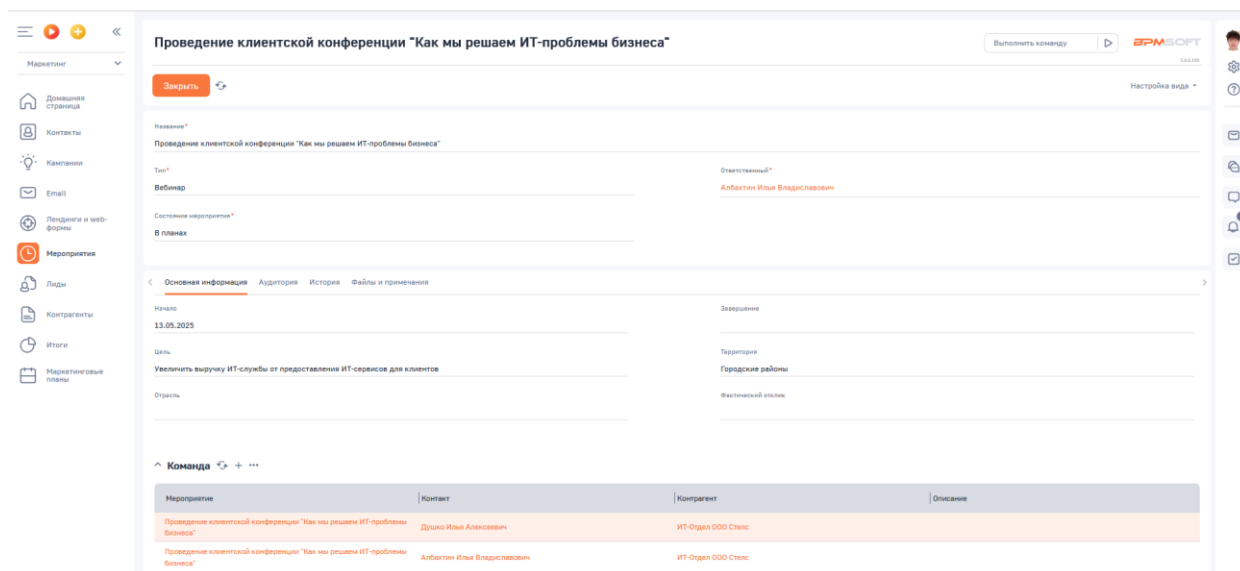 Проведение клиентской конференции "Как мы решаем ИТ-проблемы бизнеса"
Выполнить команду
BPMSOFT
Маркетинг
Закрыть
Настройка вида
Домашняя
страница
Контакты
Кампании
Email
Лендинги и web-
формы
Мероприятия
Лиды
Контрагенты
Итоги
Маркетинговые
планы
Название*
Проведение клиентской конференции "Как мы решаем ИТ-проблемы бизнеса"
Тип*
Вебинар
Ответственный*
Албахтин Илья Владиславович
Состояние мероприятия*
В планах
Основная информация Аудитория История Файлы и примечания
Начало
13.05.2025
Завершение
Цель
Увеличить выручку ИТ-службы от предоставления ИТ-сервисов для клиентов
Территория
Городские районы
Отрасль
Фактический отклик
Команда
Мероприятие Контакт Контрагент Описание
Проведение клиентской конференции "Как мы решаем ИТ-проблемы
бизнеса"
Душко Илья Алексеевич
ИТ-Отдел ООО Стелс
Проведение клиентской конференции "Как мы решаем ИТ-проблемы
бизнеса"
Албахтин Илья Владиславович
ИТ-Отдел ООО Стелс